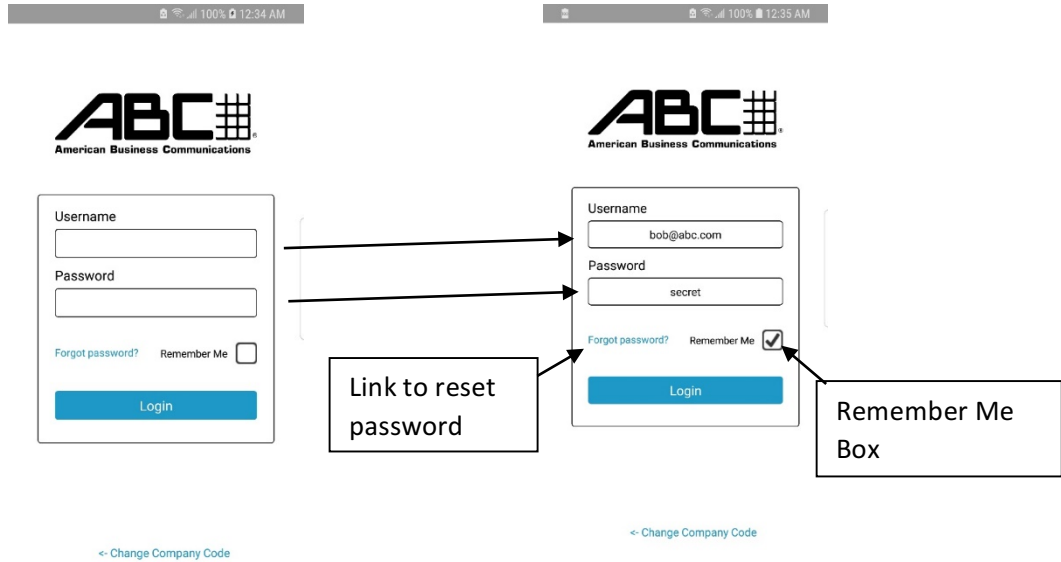 100% 12:34 AM
ABC
American Business Communications
Username
Password
Forgot password? Remember Me
Login
<- Change Company Code
100% 12:35 AM
ABC
American Business Communications
Username
bob@abc.com
Password
secret
Forgot password? Remember Me
Login
<- Change Company Code
Link to reset
password
Remember Me
Box